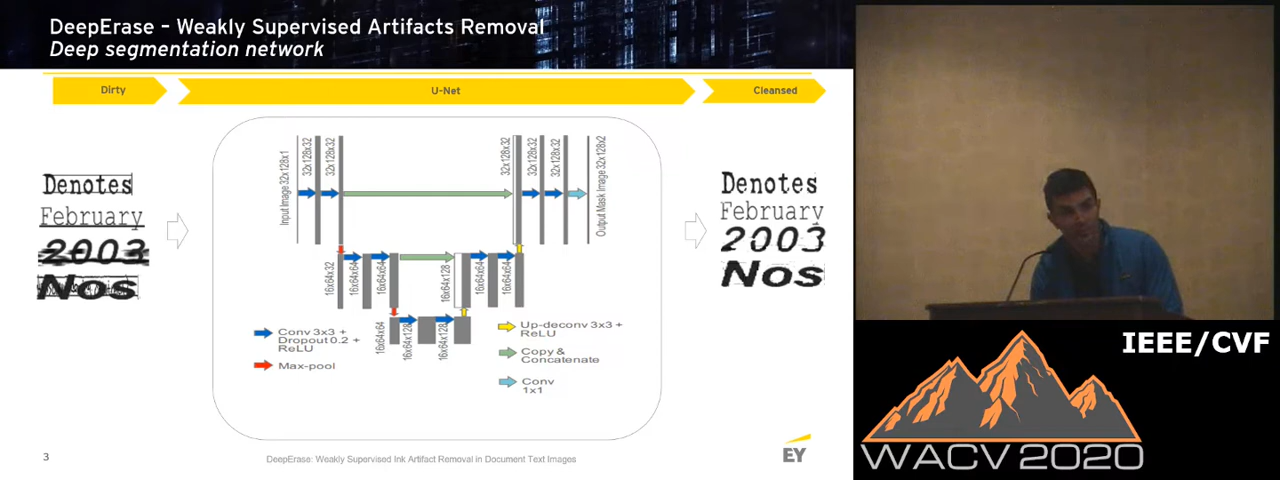 DeepErase – Weakly Supervised Artifacts Removal
Deep segmentation network
Dirty
U-Net
Cleansed
Denotes
February
2003
Nos
Input Image 32x128x1
32x128x32
32x128x32
32x128x32
32x128x32
32x128x32
Output Mask Image 32x128x2
16x64x32
16x64x64
16x64x64
16x64x128
16x64x64
16x64x64
16x64x64
16x64x128
16x64x128
Conv 3x3 +
Dropout 0.2 +
ReLU
Max-pool
Up-deconv 3x3 +
ReLU
Copy &
Concatenate
Conv
1x1
Denotes
February
2003
Nos
3
DeepErase: Weakly Supervised Ink Artifact Removal in Document Text Images
EY
IEEE/CVF
WACV 2020